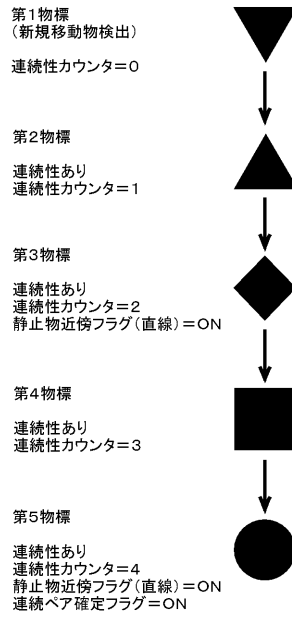 第1物標
(新規移動物検出)
連続性カウンタ=0
第2物標
連続性あり
連続性カウンタ=1
第3物標
連続性あり
連続性カウンタ=2
静止物近傍フラグ(直線)=ON
第4物標
連続性あり
連続性カウンタ=3
第5物標
連続性あり
連続性カウンタ=4
静止物近傍フラグ(直線)=ON
連続ペア確定フラグ=ON